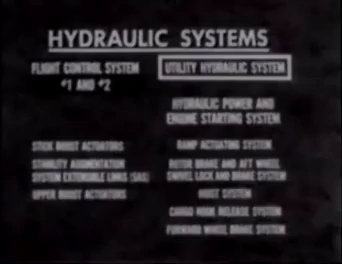 HYDRAULIC SYSTEMS
FLIGHT CONTROL SYSTEM
#1 AND #2
UTILITY HYDRAULIC SYSTEM
HYDRAULIC POWER AND
ENGINE STARTING SYSTEM
STICK BOOST ACTUATORS
STABILITY AUGMENTATION
SYSTEM EXTENSIBLE LINKS (SAS)
UPPER BOOST ACTUATORS
RAMP ACTUATING SYSTEM
ROTOR BRAKE AND AFT WHEEL
SWIVEL LOCK AND BRAKE SYSTEM
HOIST SYSTEM
CARGO HOOK RELEASE SYSTEM
FORWARD WHEEL BRAKE SYSTEM